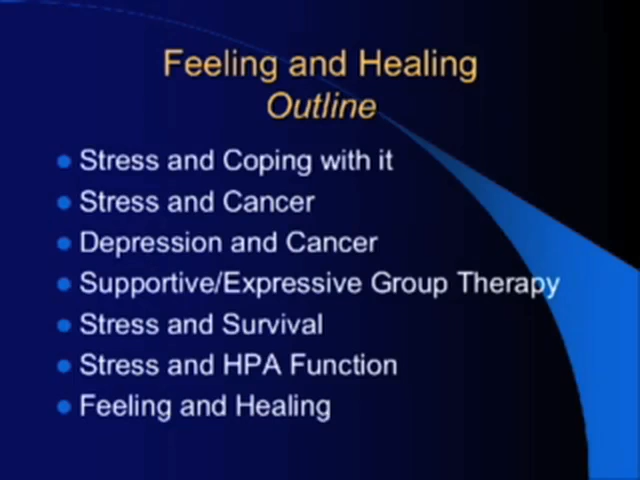 Feeling and Healing
Outline
Stress and Coping with it
Stress and Cancer
Depression and Cancer
Supportive/Expressive Group Therapy
Stress and Survival
Stress and HPA Function
Feeling and Healing